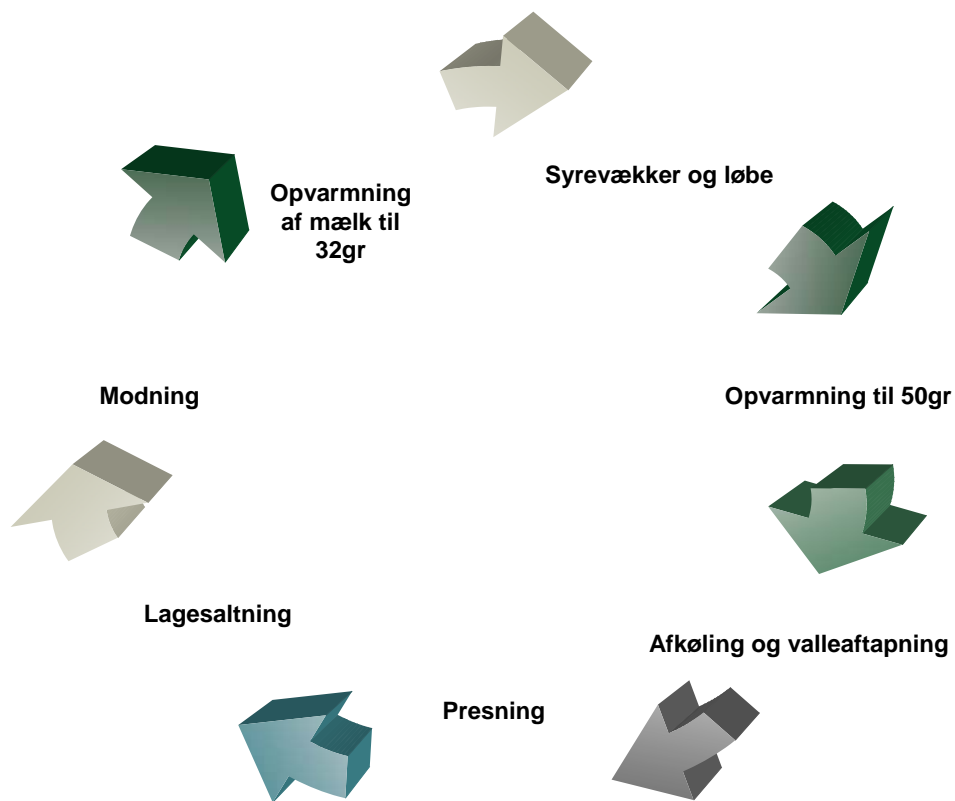 Opvarmning
af mælk til
32gr
Syrevækker og løbe
Opvarmning til 50gr
Afkøling og valleaftapning
Presning
Lagesaltning
Modning